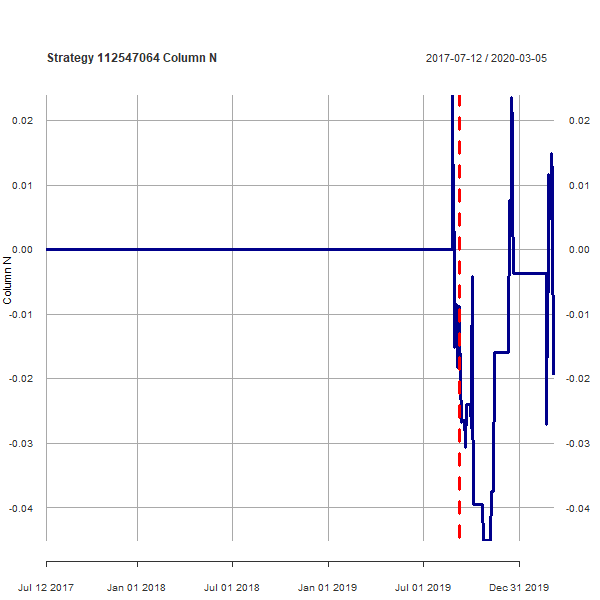 Strategy 112547064 Column N
2017-07-12 / 2020-03-05
0.02 0.02
0.01 0.01
0.00 0.00
Column N
-0.01 -0.01
-0.02 -0.02
-0.03 -0.03
-0.04 -0.04
Jul 12 2017 Jan 01 2018 Jul 01 2018 Jan 01 2019 Jul 01 2019 Dec 31 2019